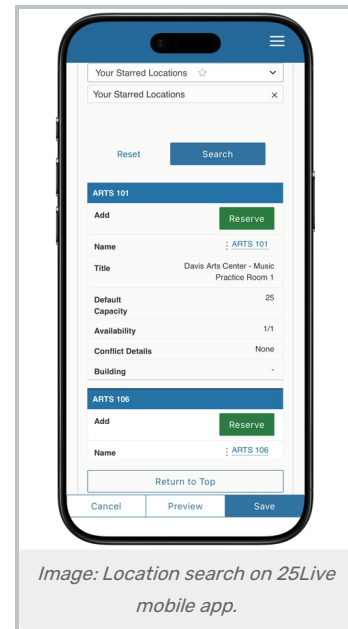 Your Starred Locations
Your Starred Locations ×
Reset Search
ARTS 101
Add Reserve
Name : ARTS 101
Title Davis Arts Center - Music
Practice Room 1
Default 25
Capacity
Availability 1/1
Conflict Details None
Building -
ARTS 106
Add Reserve
Name : ARTS 106
Return to Top
Cancel Preview Save
Image: Location search on 25Live
mobile app.